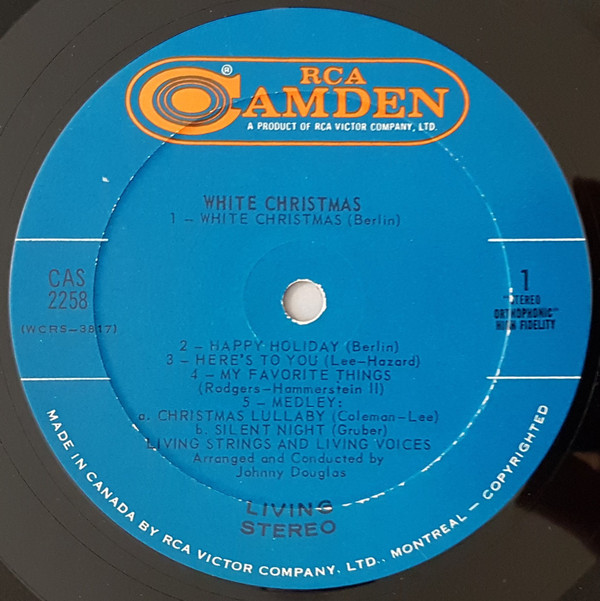 RCA
CAMDEN
®
A PRODUCT OF RCA VICTOR COMPANY, LTD.
WHITE CHRISTMAS
1 – WHITE CHRISTMAS (Berlin)
CAS
2258
(WCRS–3817)
1
"STEREO
ORTHOPHONIC"
HIGH FIDELITY
2 – HAPPY HOLIDAY (Berlin)
3 – HERE'S TO YOU (Lee–Hazard)
4 – MY FAVORITE THINGS
(Rodgers–Hammerstein II)
5 – MEDLEY:
a. CHRISTMAS LULLABY (Coleman–Lee)
b. SILENT NIGHT (Gruber)
LIVING STRINGS AND LIVING VOICES
Arranged and Conducted by
Johnny Douglas
LIVING
STEREO
MADE IN CANADA BY RCA VICTOR COMPANY, LTD., MONTREAL – COPYRIGHTED